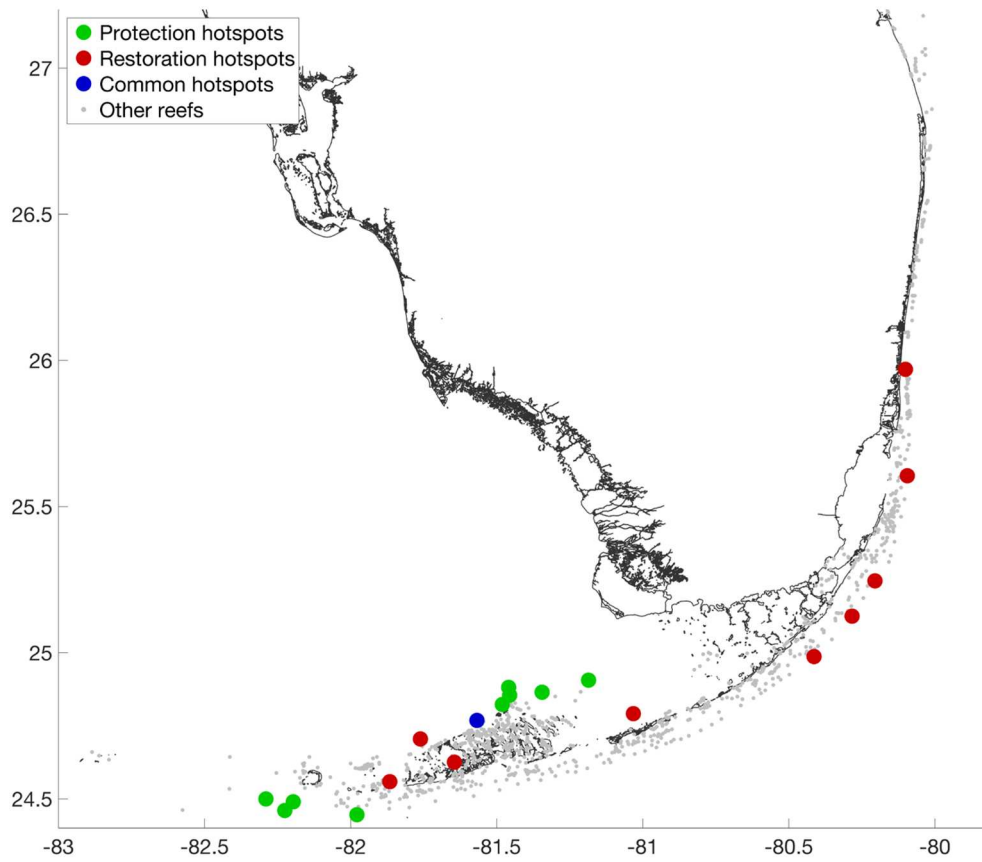 Protection hotspots
Restoration hotspots
Common hotspots
Other reefs
27
26.5
26
25.5
25
24.5
-83 -82.5 -82 -81.5 -81 -80.5 -80